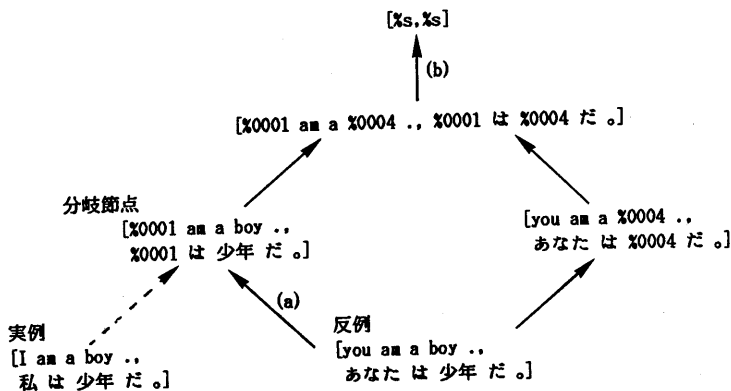 [%s,%s]
(b)
[%0001 am a %0004 ., %0001 は %0004 だ 。]
分岐節点
[%0001 am a boy .,
%0001 は 少年 だ 。]
[you am a %0004 .,
あなた は %0004 だ 。]
(a)
実例
[I am a boy .,
私 は 少年 だ 。]
反例
[you am a boy .,
あなた は 少年 だ 。]